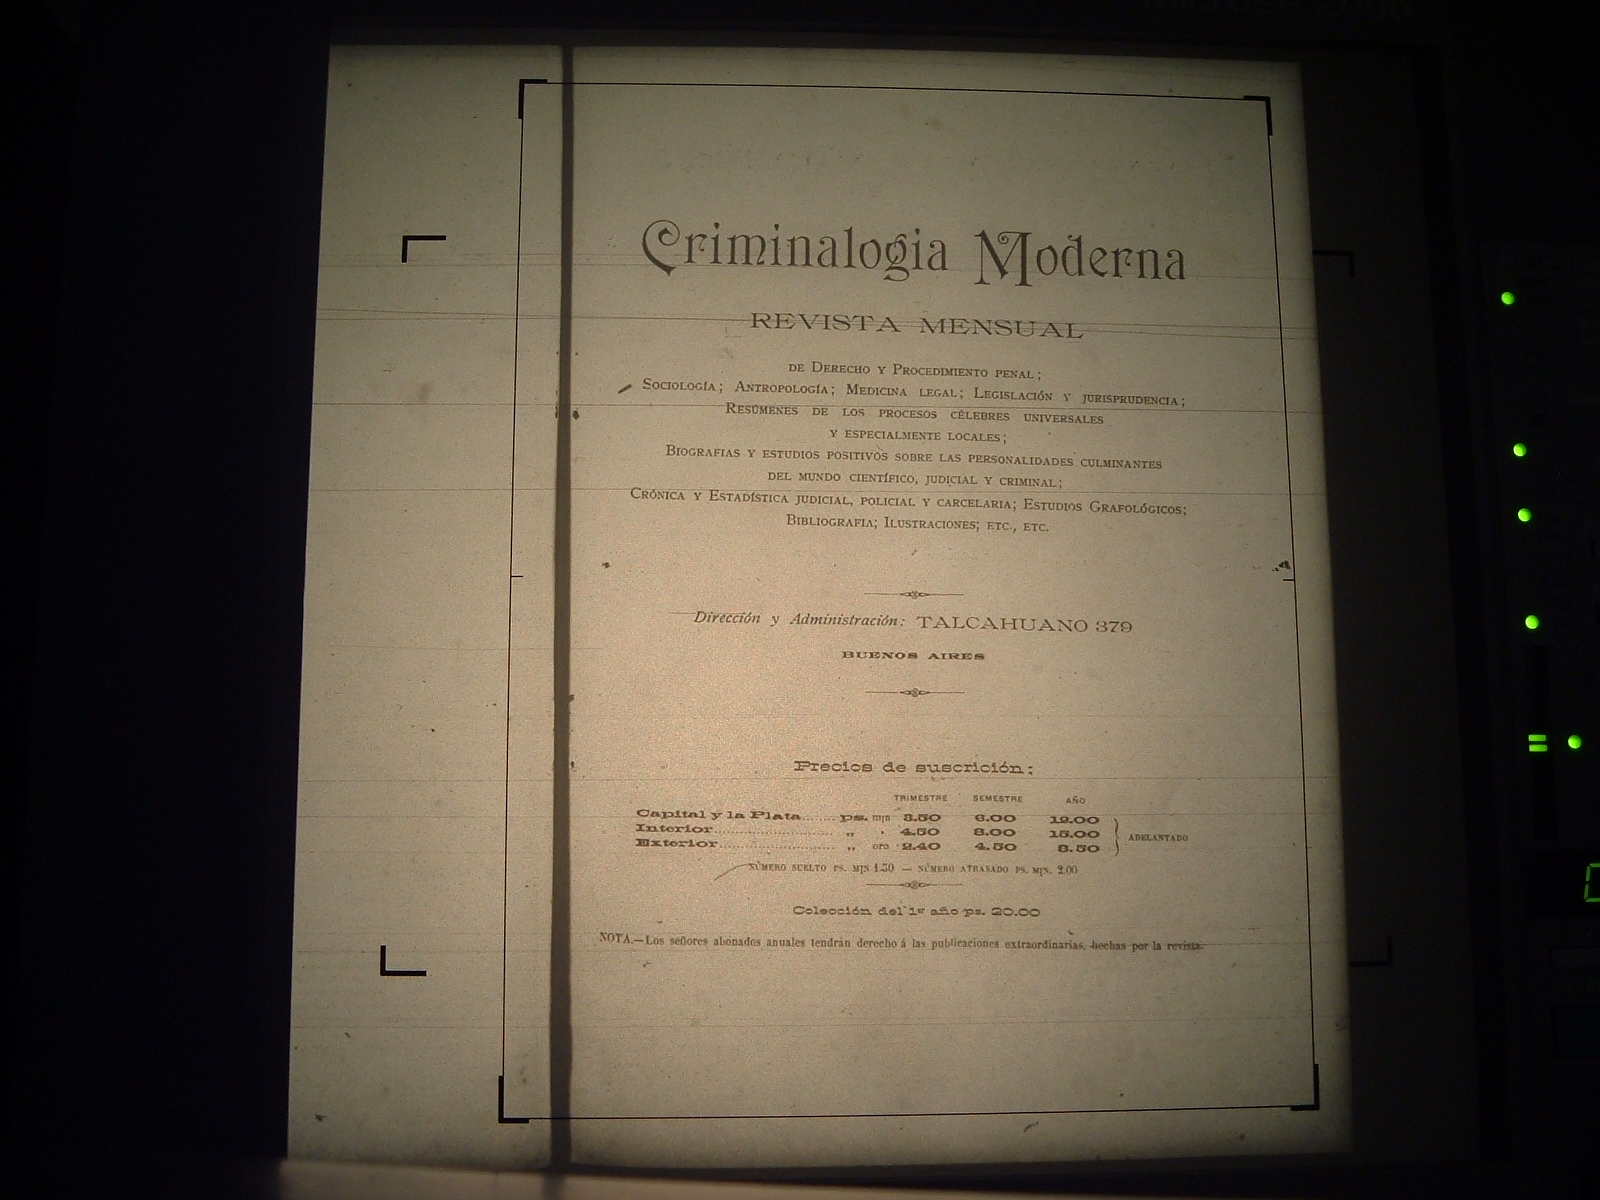 Criminalogia Moderna
REVISTA MENSUAL
DE DERECHO Y PROCEDIMIENTO PENAL;
SOCIOLOGÍA; ANTROPOLOGÍA; MEDICINA LEGAL; LEGISLACIÓN Y JURISPRUDENCIA;
RESÚMENES DE LOS PROCESOS CÉLEBRES UNIVERSALES
Y ESPECIALMENTE LOCALES;
BIOGRAFIAS Y ESTUDIOS POSITIVOS SOBRE LAS PERSONALIDADES CULMINANTES
DEL MUNDO CIENTÍFICO, JUDICIAL Y CRIMINAL;
CRÓNICA Y ESTADÍSTICA JUDICIAL, POLICIAL Y CARCELARIA; ESTUDIOS GRAFOLÓGICOS;
BIBLIOGRAFIA; ILUSTRACIONES; ETC., ETC.
Dirección y Administración: TALCAHUANO 379
BUENOS AIRES
Precios de suscrición:
TRIMESTRE SEMESTRE AÑO
Capital y la Plata....... ps. m|n 3.50 6.00 12.00
Interior........................... „ 4.50 8.00 15.00
Exterior........................... „ oro 2.40 4.50 8.50
ADELANTADO
NÚMERO SUELTO PS. M|N 1.50 — NÚMERO ATRASADO PS. M|N. 2.00
Colección del 1er año ps. 20.00
NOTA.—Los señores abonados anuales tendrán derecho á las publicaciones extraordinarias, hechas por la revista.